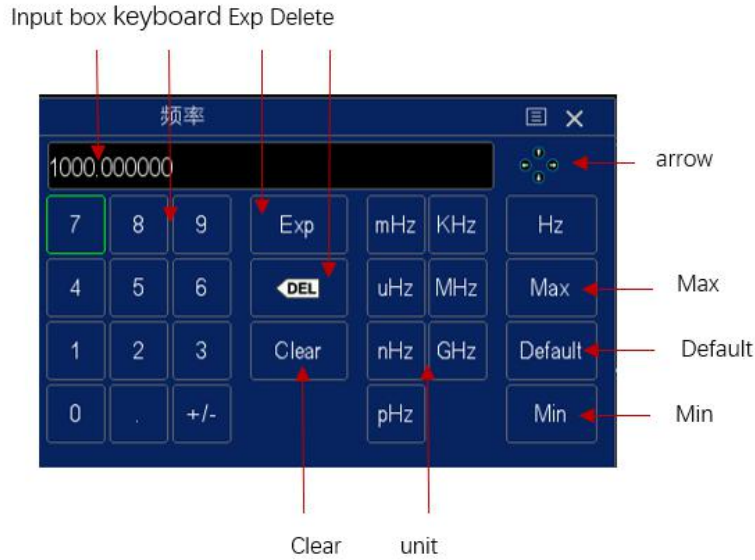 Input box keyboard Exp Delete
频率
1000.000000
arrow
7 8 9 Exp mHz KHz Hz
4 5 6 DEL uHz MHz Max Max
1 2 3 Clear nHz GHz Default Default
0 . +/- pHz Min Min
Clear unit